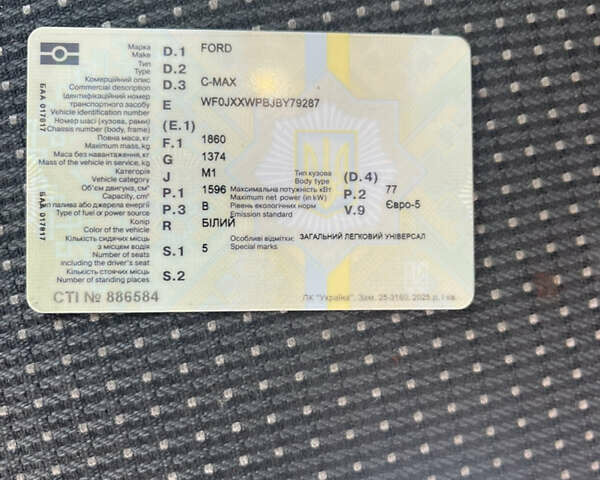 Марка D.1 FORD
Make
Тип D.2
Type
Комерційний опис D.3 C-MAX
Commercial description
Ідентифікаційний номер
транспортного засобу E WF0JXXWPBJBY79287
Vehicle identification number
Номер шасі (кузова, рами) (E.1)
Chassis number (body, frame)
Повна маса, кг F.1 1860
Maximum mass, kg
Маса без навантаження, кг G 1374
Mass of the vehicle in service, kg
Категорія J M1 Тип кузова (D.4)
Vehicle category Body type
Об'єм двигуна, см³ P.1 1596 Максимальна потужність кВт P.2 77
Capacity, cm³ Maximum net power (in kW)
Тип палива або джерела енергії P.3 B Рівень екологічних норм V.9 Євро-5
Type of fuel or power source Emission standard
Колір R БІЛИЙ
Color of the vehicle
Кількість сидячих місць Особливі відмітки: ЗАГАЛЬНИЙ ЛЕГКОВИЙ УНІВЕРСАЛ
з місцем водія S.1 5 Special marks
Number of seats
including the driver's seat
Кількість стоячих місць S.2
Number of standing places
СТІ № 886584
ПК "Україна", Зам. 25-3160, 2025 р. І кв.